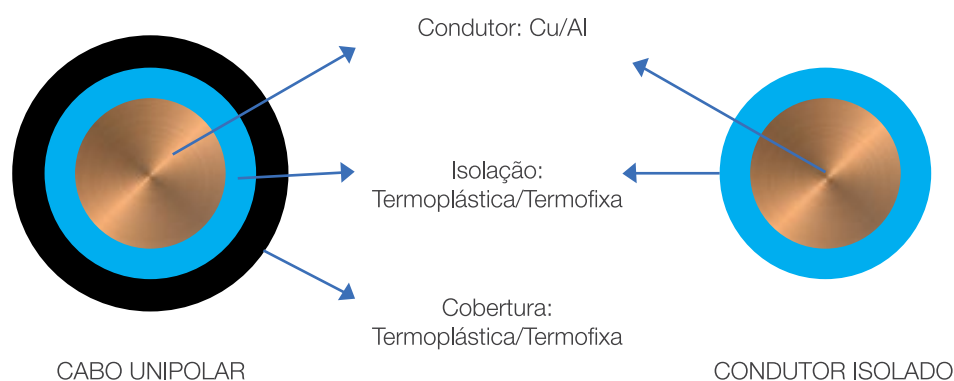 Condutor: Cu/Al
Isolação:
Termoplástica/Termofixa
Cobertura:
Termoplástica/Termofixa
CABO UNIPOLAR
CONDUTOR ISOLADO